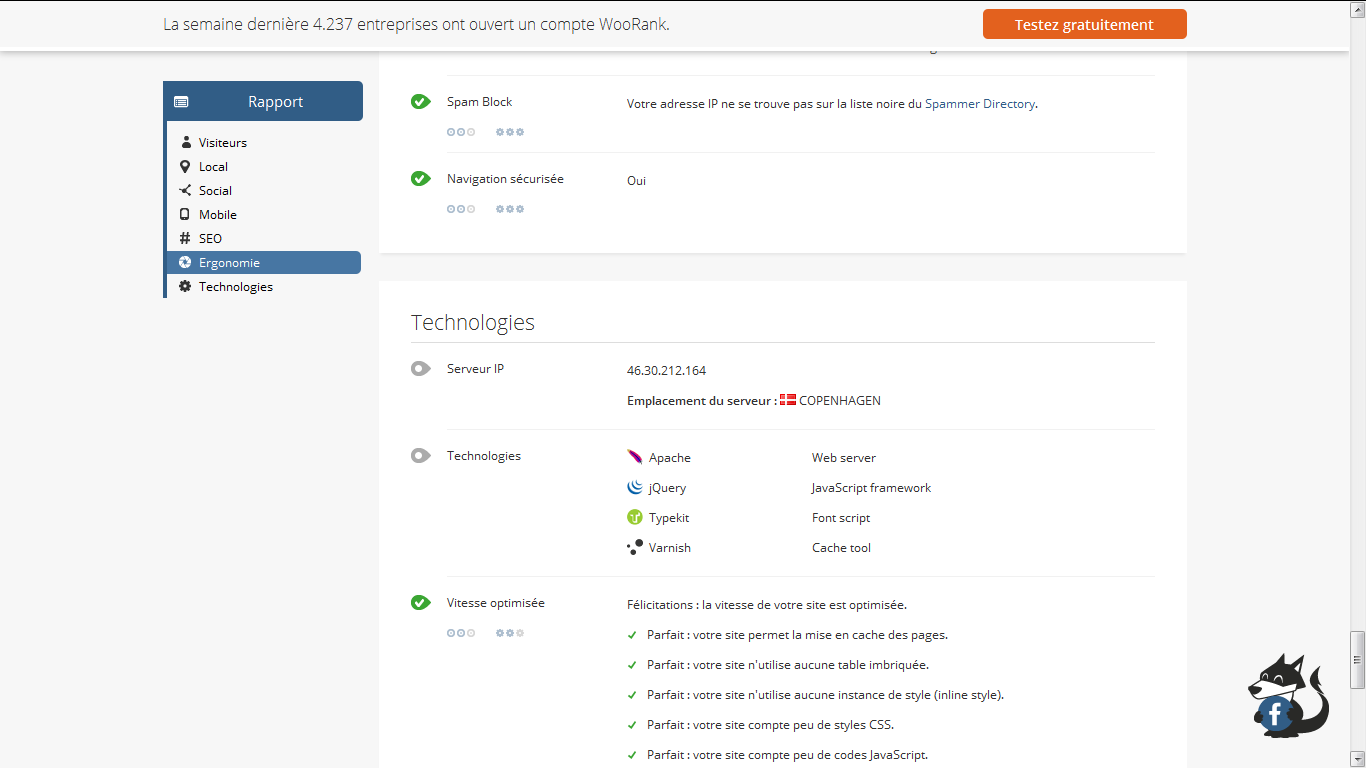 La semaine dernière 4.237 entreprises ont ouvert un compte WooRank.
Testez gratuitement
Rapport
Visiteurs
Local
Social
Mobile
SEO
Ergonomie
Technologies
Spam Block
Votre adresse IP ne se trouve pas sur la liste noire du Spammer Directory.
Navigation sécurisée
Oui
Technologies
Serveur IP
46.30.212.164
Emplacement du serveur : COPENHAGEN
Technologies
Apache Web server
jQuery JavaScript framework
Typekit Font script
Varnish Cache tool
Vitesse optimisée
Félicitations : la vitesse de votre site est optimisée.
Parfait : votre site permet la mise en cache des pages.
Parfait : votre site n'utilise aucune table imbriquée.
Parfait : votre site n'utilise aucune instance de style (inline style).
Parfait : votre site compte peu de styles CSS.
Parfait : votre site compte peu de codes JavaScript.